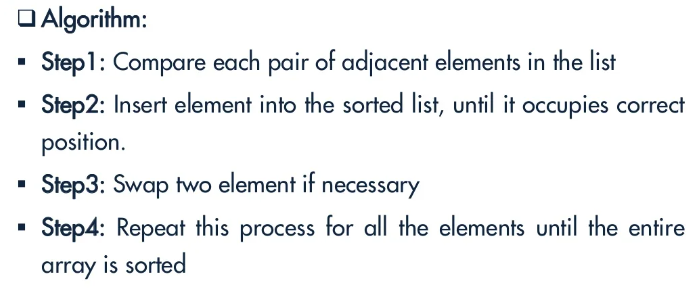 ❑ Algorithm:
▪ Step1: Compare each pair of adjacent elements in the list
▪ Step2: Insert element into the sorted list, until it occupies correct
position.
▪ Step3: Swap two element if necessary
▪ Step4: Repeat this process for all the elements until the entire
array is sorted